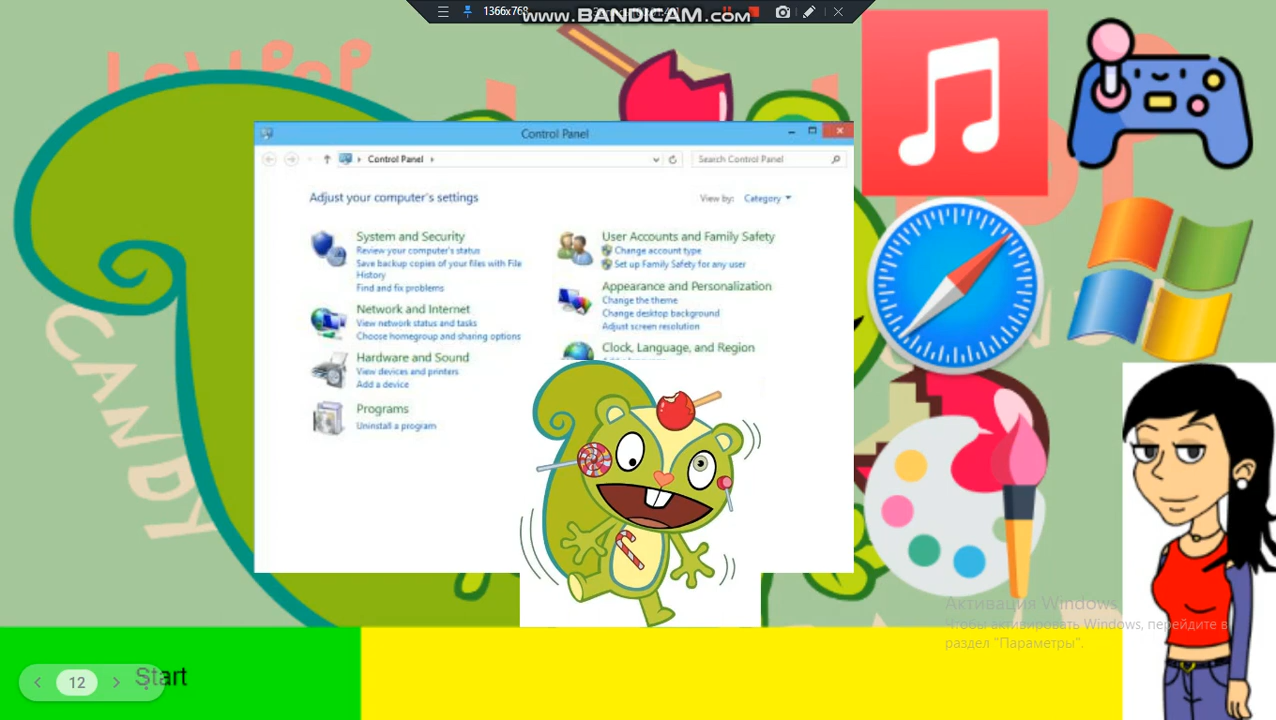 1366x768
www.BANDICAM.com
LOLLIPOP
Control Panel
Control Panel
Search Control Panel
Adjust your computer's settings
View by: Category
System and Security
Review your computer's status
Save backup copies of your files with File
History
Find and fix problems
Network and Internet
View network status and tasks
Choose homegroup and sharing options
Hardware and Sound
View devices and printers
Add a device
Programs
Uninstall a program
User Accounts and Family Safety
Change account type
Set up Family Safety for any user
Appearance and Personalization
Change the theme
Change desktop background
Adjust screen resolution
Clock, Language, and Region
CANDY
Активация Windows
Чтобы активировать Windows, перейдите в
раздел "Параметры".
Start
12